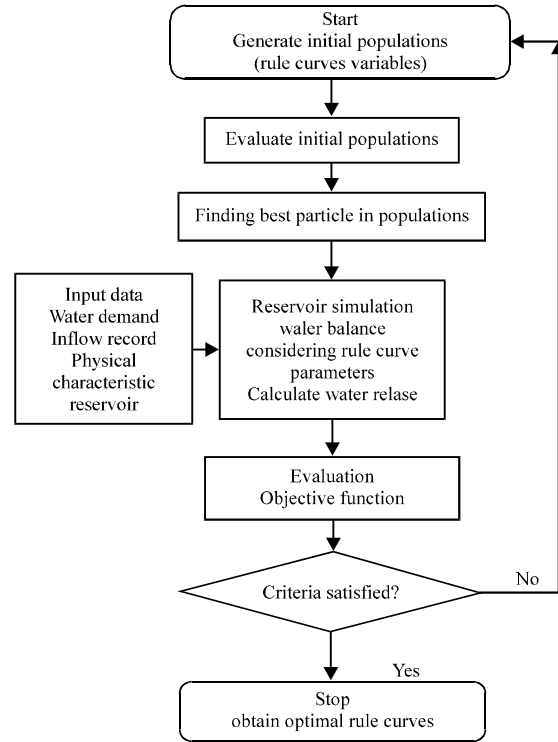 Start
Generate initial populations
(rule curves variables)
Evaluate initial populations
Finding best particle in populations
Input data
Water demand
Inflow record
Physical
characteristic
reservoir
Reservoir simulation
waler balance
considering rule curve
parameters
Calculate water relase
Evaluation
Objective function
Criteria satisfied?
No
Yes
Stop
obtain optimal rule curves